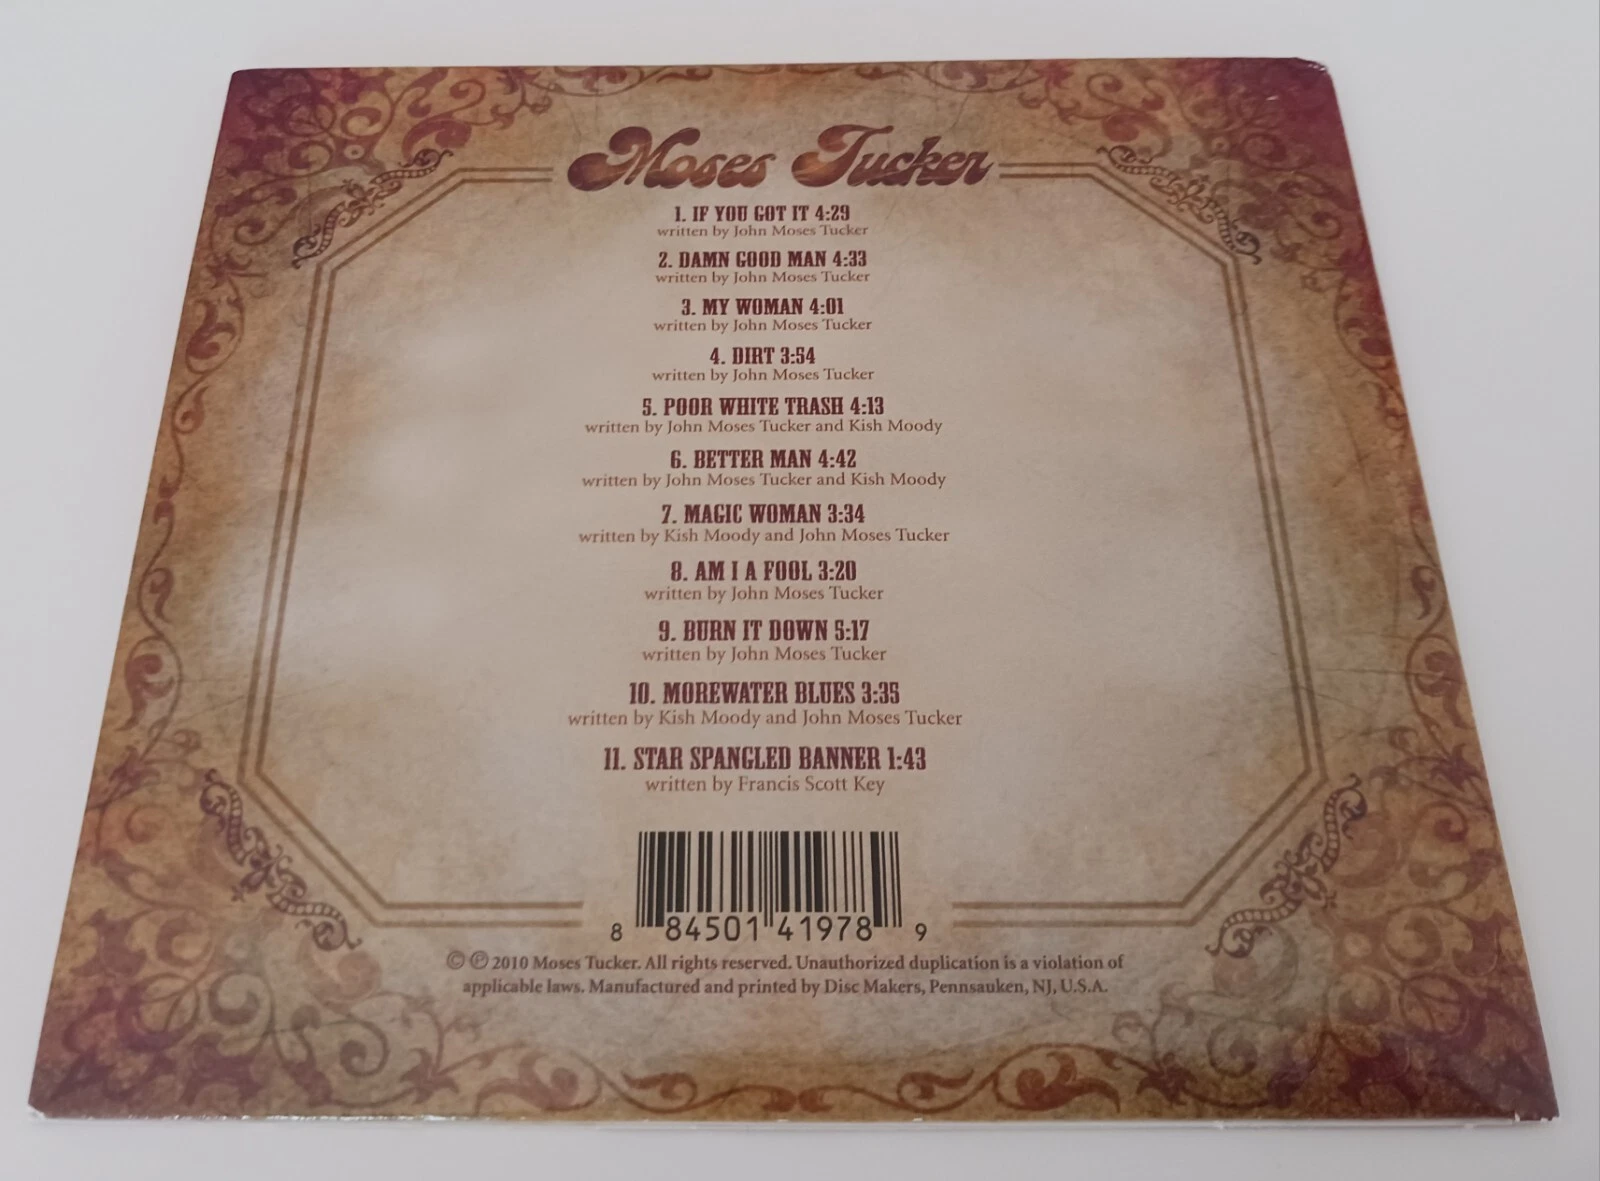 Moses Tucker
1. IF YOU GOT IT 4:29
written by John Moses Tucker
2. DAMN GOOD MAN 4:33
written by John Moses Tucker
3. MY WOMAN 4:01
written by John Moses Tucker
4. DIRT 3:54
written by John Moses Tucker
5. POOR WHITE TRASH 4:13
written by John Moses Tucker and Kish Moody
6. BETTER MAN 4:42
written by John Moses Tucker and Kish Moody
7. MAGIC WOMAN 3:34
written by Kish Moody and John Moses Tucker
8. AM I A FOOL 3:20
written by John Moses Tucker
9. BURN IT DOWN 5:17
written by John Moses Tucker
10. MOREWATER BLUES 3:35
written by Kish Moody and John Moses Tucker
11. STAR SPANGLED BANNER 1:43
written by Francis Scott Key
8 84501 41978 9
© ℗ 2010 Moses Tucker. All rights reserved. Unauthorized duplication is a violation of
applicable laws. Manufactured and printed by Disc Makers, Pennsauken, NJ, U.S.A.